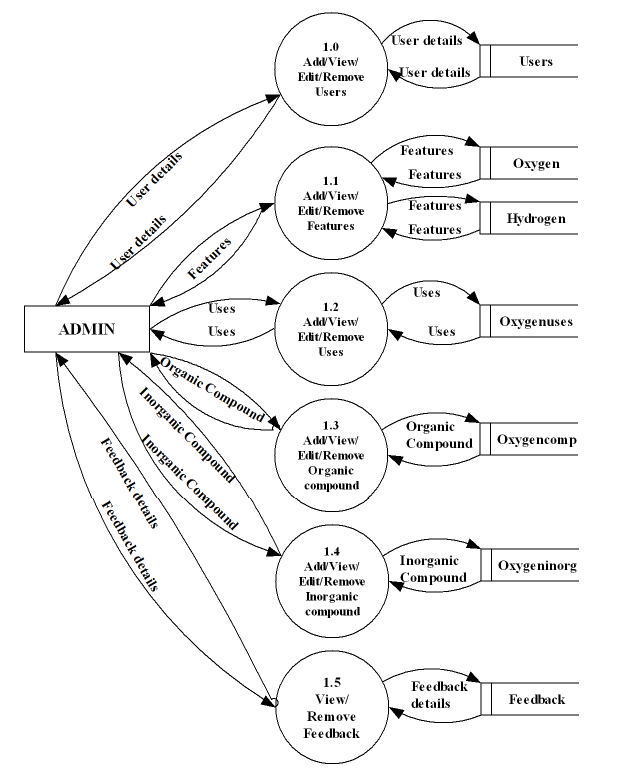 1.0
Add/View/
Edit/Remove
Users
User details
User details
Users
User details
User details
1.1
Add/View/
Edit/Remove
Features
Features
Features
Oxygen
Features
Features
Hydrogen
Features
ADMIN
Uses
Uses
1.2
Add/View/
Edit/Remove
Uses
Uses
Uses
Oxygenuses
Organic Compound
1.3
Add/View/
Edit/Remove
Organic
compound
Organic
Compound
Oxygencomp
Inorganic Compound
Inorganic Compound
1.4
Add/View/
Edit/Remove
Inorganic
compound
Inorganic
Compound
Oxygeninorg
Feedback details
Feedback details
1.5
View/
Remove
Feedback
Feedback
details
Feedback